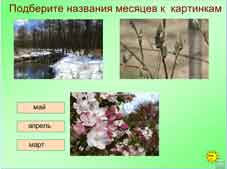 Подберите названия месяцев к картинкам
май
апрель
март